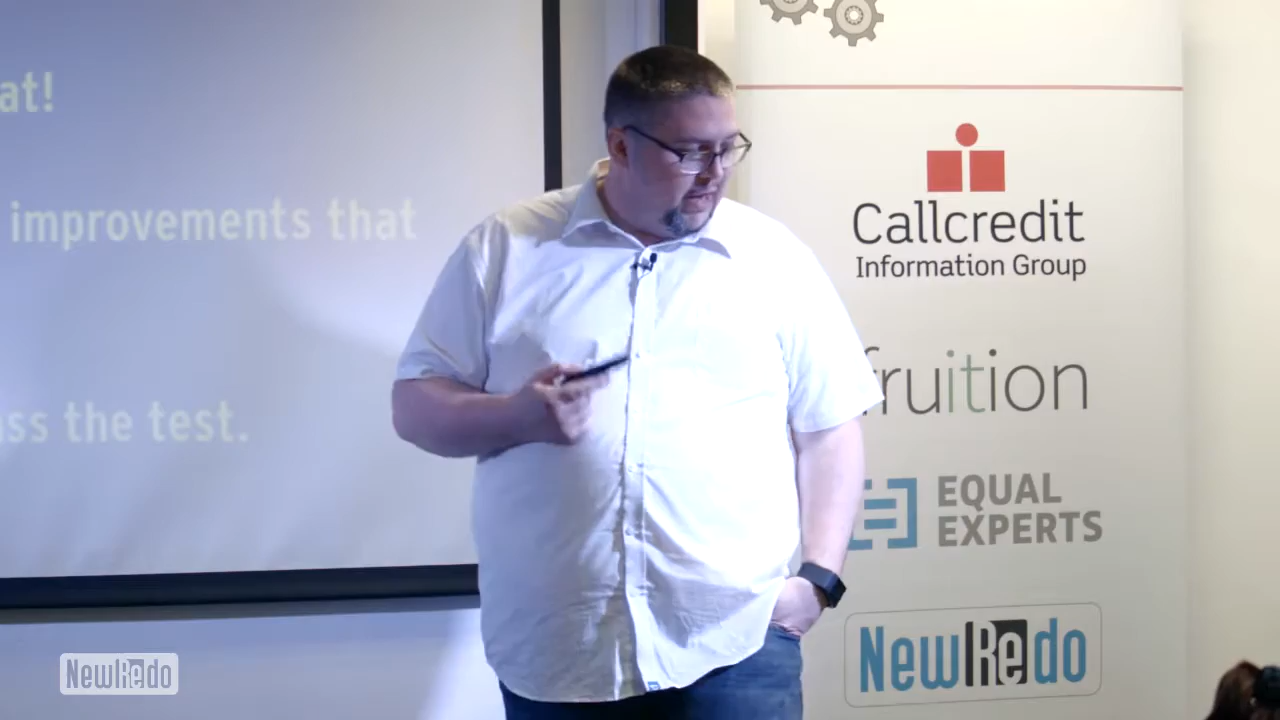 at!
improvements that
ss the test.
Callcredit
Information Group
fruition
EQUAL
EXPERTS
NewRedo
NewRedo